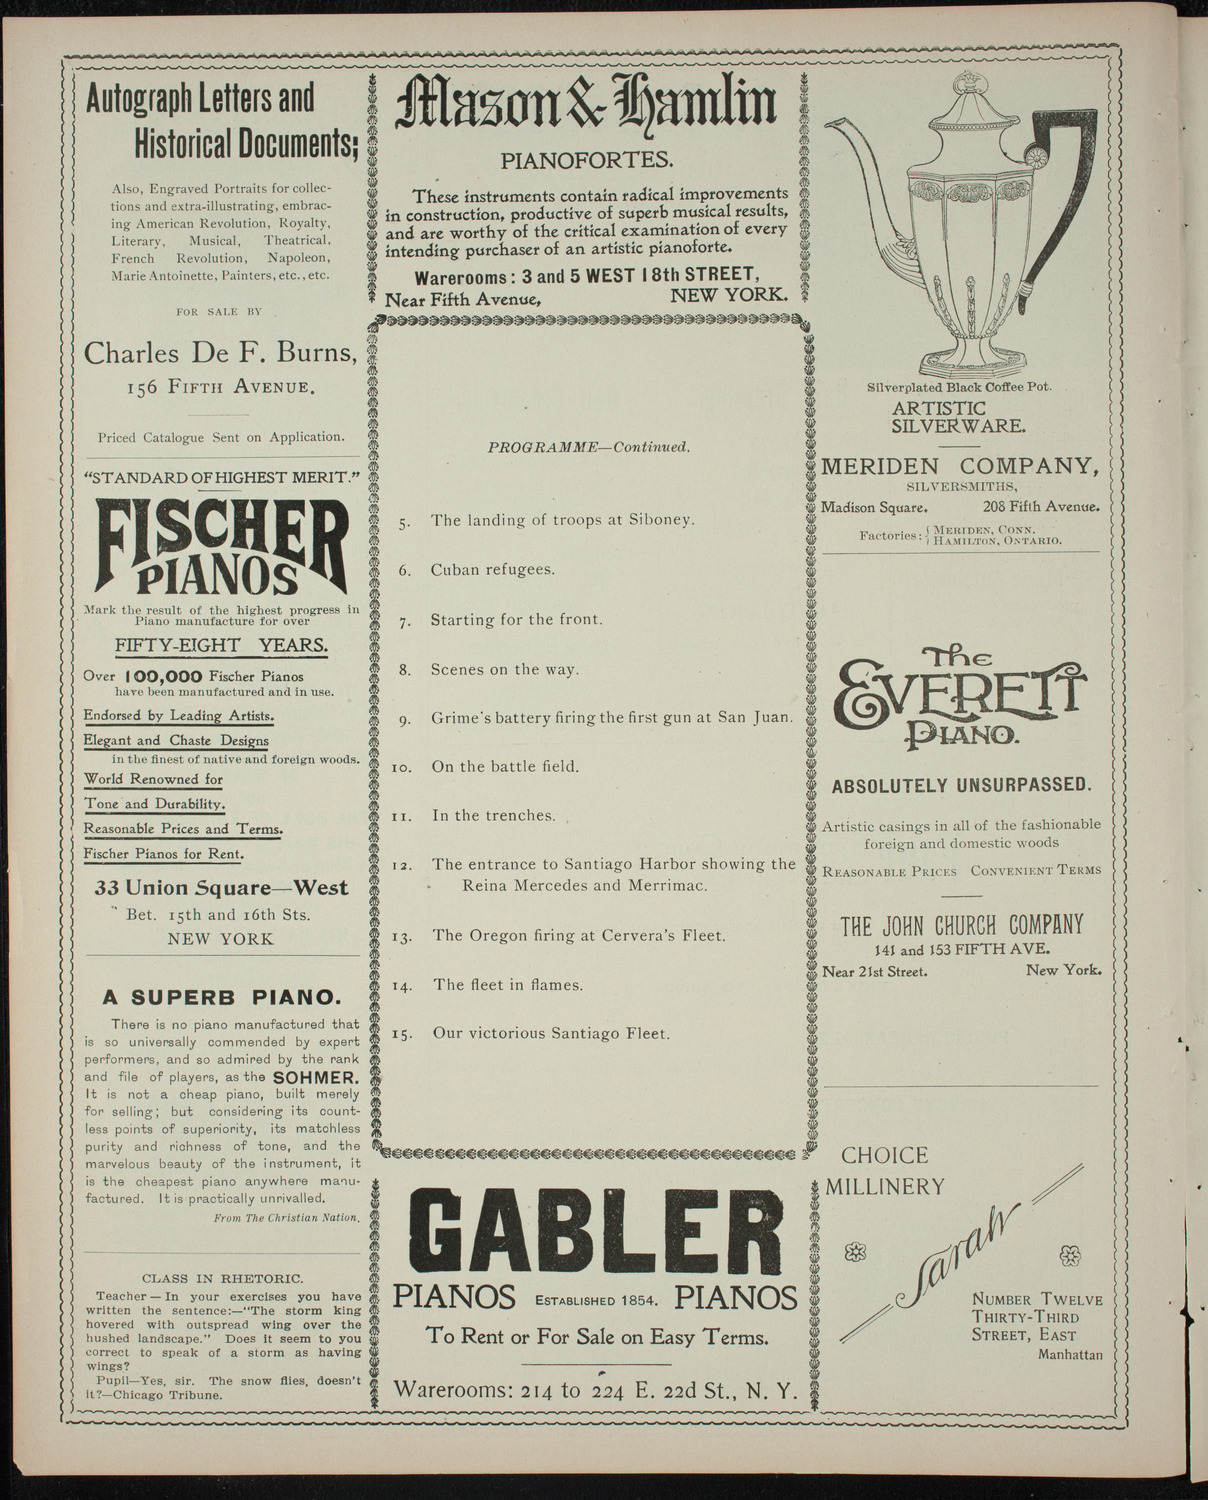 Autograph Letters and
Historical Documents;
Also, Engraved Portraits for collec-
tions and extra-illustrating, embrac-
ing American Revolution, Royalty,
Literary, Musical, Theatrical,
French Revolution, Napoleon,
Marie Antoinette, Painters, etc., etc.
FOR SALE BY
Charles De F. Burns,
156 FIFTH AVENUE.
Priced Catalogue Sent on Application.
"STANDARD OF HIGHEST MERIT."
FISCHER
PIANOS
Mark the result of the highest progress in
Piano manufacture for over
FIFTY-EIGHT YEARS.
Over 100,000 Fischer Pianos
have been manufactured and in use.
Endorsed by Leading Artists.
Elegant and Chaste Designs
in the finest of native and foreign woods.
World Renowned for
Tone and Durability.
Reasonable Prices and Terms.
Fischer Pianos for Rent.
33 Union Square—West
Bet. 15th and 16th Sts.
NEW YORK
A SUPERB PIANO.
There is no piano manufactured that
is so universally commended by expert
performers, and so admired by the rank
and file of players, as the SOHMER.
It is not a cheap piano, built merely
for selling; but considering its count-
less points of superiority, its matchless
purity and richness of tone, and the
marvelous beauty of the instrument, it
is the cheapest piano anywhere manu-
factured. It is practically unrivalled.
From The Christian Nation.
CLASS IN RHETORIC.
Teacher—In your exercises you have
written the sentence:—"The storm king
hovered with outspread wing over the
hushed landscape." Does it seem to you
correct to speak of a storm as having
wings?
Pupil—Yes, sir. The snow flies, doesn't
it?—Chicago Tribune.
Mason & Hamlin
PIANOFORTES.
These instruments contain radical improvements
in construction, productive of superb musical results,
and are worthy of the critical examination of every
intending purchaser of an artistic pianoforte.
Warerooms: 3 and 5 WEST 18th STREET,
Near Fifth Avenue, NEW YORK.
PROGRAMME—Continued.
5. The landing of troops at Siboney.
6. Cuban refugees.
7. Starting for the front.
8. Scenes on the way.
9. Grime's battery firing the first gun at San Juan.
10. On the battle field.
11. In the trenches.
12. The entrance to Santiago Harbor showing the
Reina Mercedes and Merrimac.
13. The Oregon firing at Cervera's Fleet.
14. The fleet in flames.
15. Our victorious Santiago Fleet.
GABLER
PIANOS ESTABLISHED 1854. PIANOS
To Rent or For Sale on Easy Terms.
Warerooms: 214 to 224 E. 22d St., N. Y.
Silverplated Black Coffee Pot.
ARTISTIC
SILVERWARE.
MERIDEN COMPANY,
SILVERSMITHS,
Madison Square. 208 Fifth Avenue.
Factories: { MERIDEN, CONN.
HAMILTON, ONTARIO.
The
EVERETT
PIANO.
ABSOLUTELY UNSURPASSED.
Artistic casings in all of the fashionable
foreign and domestic woods
REASONABLE PRICES CONVENIENT TERMS
THE JOHN CHURCH COMPANY
141 and 153 FIFTH AVE.
Near 21st Street. New York.
CHOICE
MILLINERY
Sarah
NUMBER TWELVE
THIRTY-THIRD
STREET, EAST
Manhattan